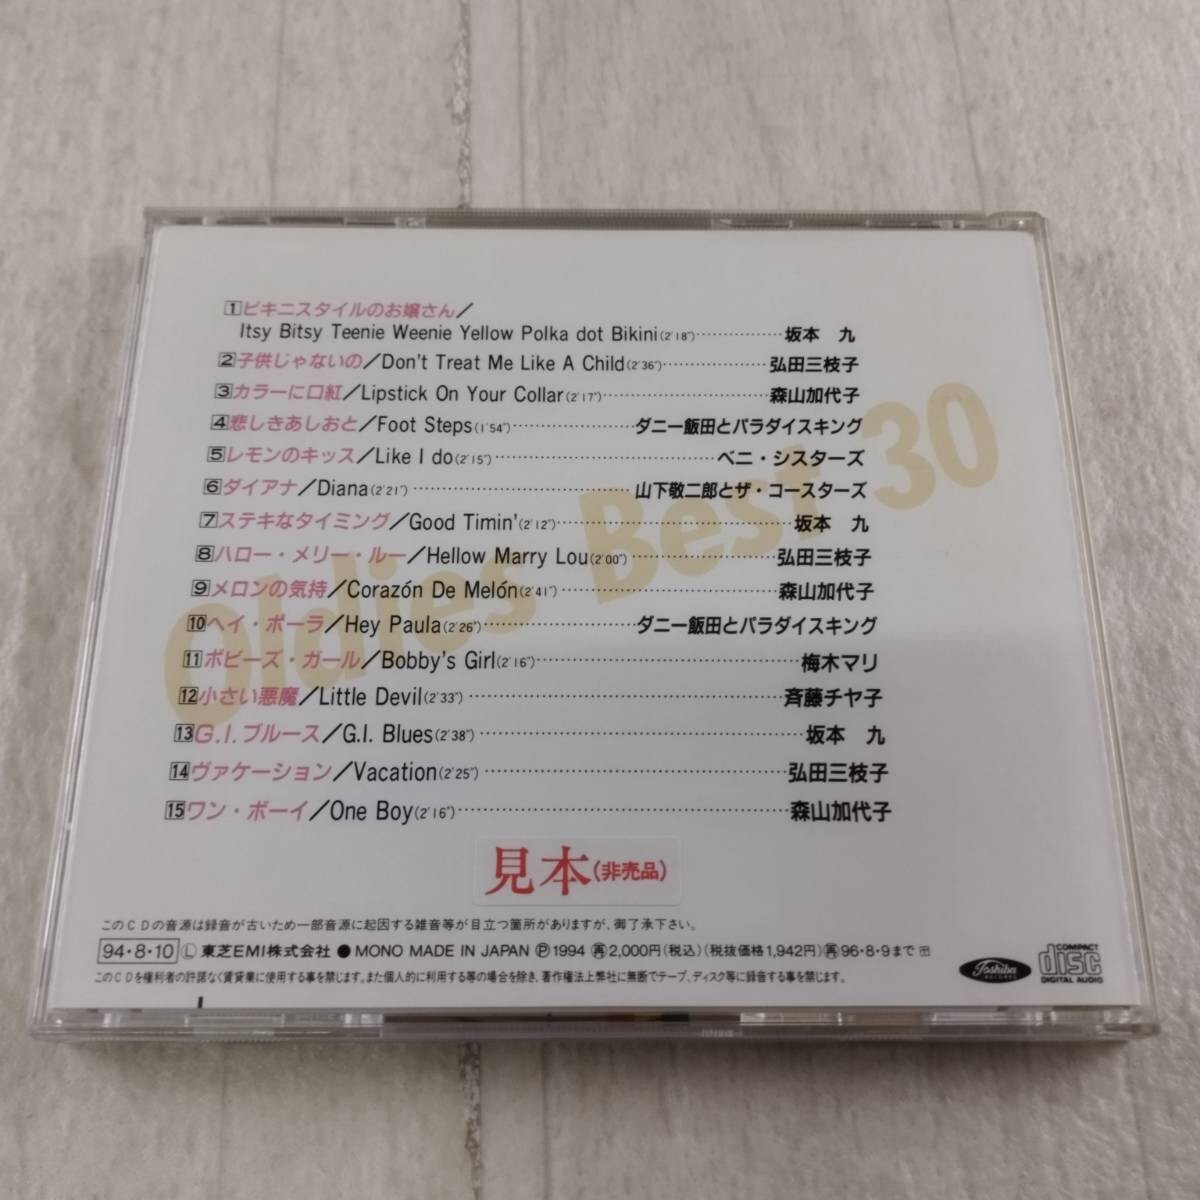 Oldies Best 30
1 ビキニスタイルのお嬢さん／
Itsy Bitsy Teenie Weenie Yellow Polka dot Bikini(2'18")……………坂本 九
2 子供じゃないの／Don't Treat Me Like A Child(2'36")………………弘田三枝子
3 カラーに口紅／Lipstick On Your Collar(2'17")………………………森山加代子
4 悲しきあしおと／Foot Steps(1'54")………………ダニー飯田とパラダイスキング
5 レモンのキッス／Like I do(2'15")………………………………ベニ・シスターズ
6 ダイアナ／Diana(2'21")………………………………山下敬二郎とザ・コースターズ
7 ステキなタイミング／Good Timin'(2'12")………………………………坂本 九
8 ハロー・メリー・ルー／Hellow Marry Lou(2'00")……………………弘田三枝子
9 メロンの気持／Corazón De Melón(2'41")………………………………森山加代子
10 ヘイ・ポーラ／Hey Paula(2'26")…………………ダニー飯田とパラダイスキング
11 ボビーズ・ガール／Bobby's Girl(2'16")………………………………梅木マリ
12 小さい悪魔／Little Devil(2'33")………………………………………斉藤チヤ子
13 G.I.ブルース／G.I. Blues(2'38")………………………………………坂本 九
14 ヴァケーション／Vacation(2'25")………………………………………弘田三枝子
15 ワン・ボーイ／One Boy(2'16")…………………………………………森山加代子
見本(非売品)
このCDの音源は録音が古いため一部音源に起因する雑音等が目立つ箇所がありますが、御了承下さい。
94・8・10 Ⓛ 東芝EMI株式会社 ● MONO MADE IN JAPAN Ⓟ 1994 ㊕2,000円(税込)(税抜価格1,942円)㊕96・8・9まで
このCDを権利者の許諾なく賃貸業に使用する事を禁じます。また個人的に利用する等の場合を除き、著作権法上弊社に無断でテープ、ディスク等に録音する事を禁じます。
Toshiba
RECORDS
COMPACT
disc
DIGITAL AUDIO